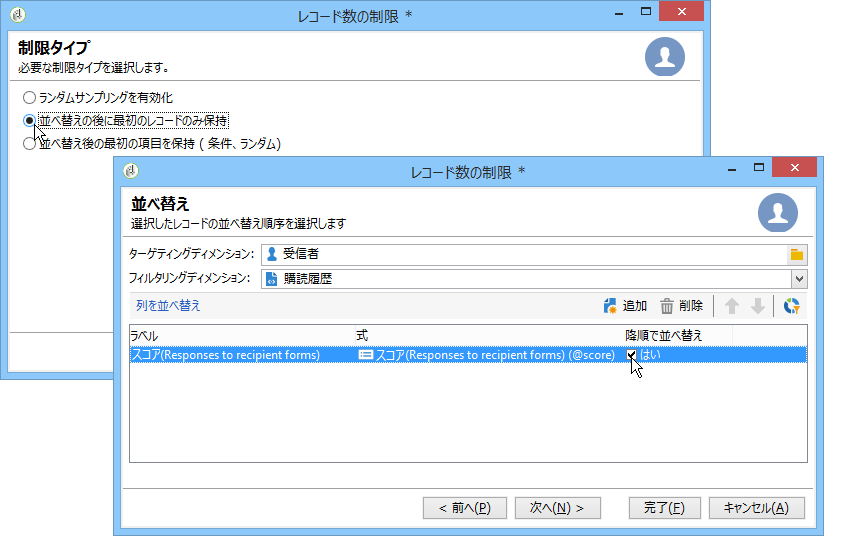 レコード数の制限 *
制限タイプ
必要な制限タイプを選択します。
ランダムサンプリングを有効化
並べ替えの後に最初のレコードのみ保持
並べ替え後の最初の項目を保持 ( 条件、ランダム)
レコード数の制限 *
並べ替え
選択したレコードの並べ替え順序を選択します
ターゲティングディメンション: 受信者
フィルタリングディメンション: 購読履歴
列を並べ替え 追加 削除
ラベル 式 降順で並べ替え
スコア(Responses to recipient forms) スコア(Responses to recipient forms) (@score) はい
< 前へ(P) 次へ(N) > 完了(F) キャンセル(A)